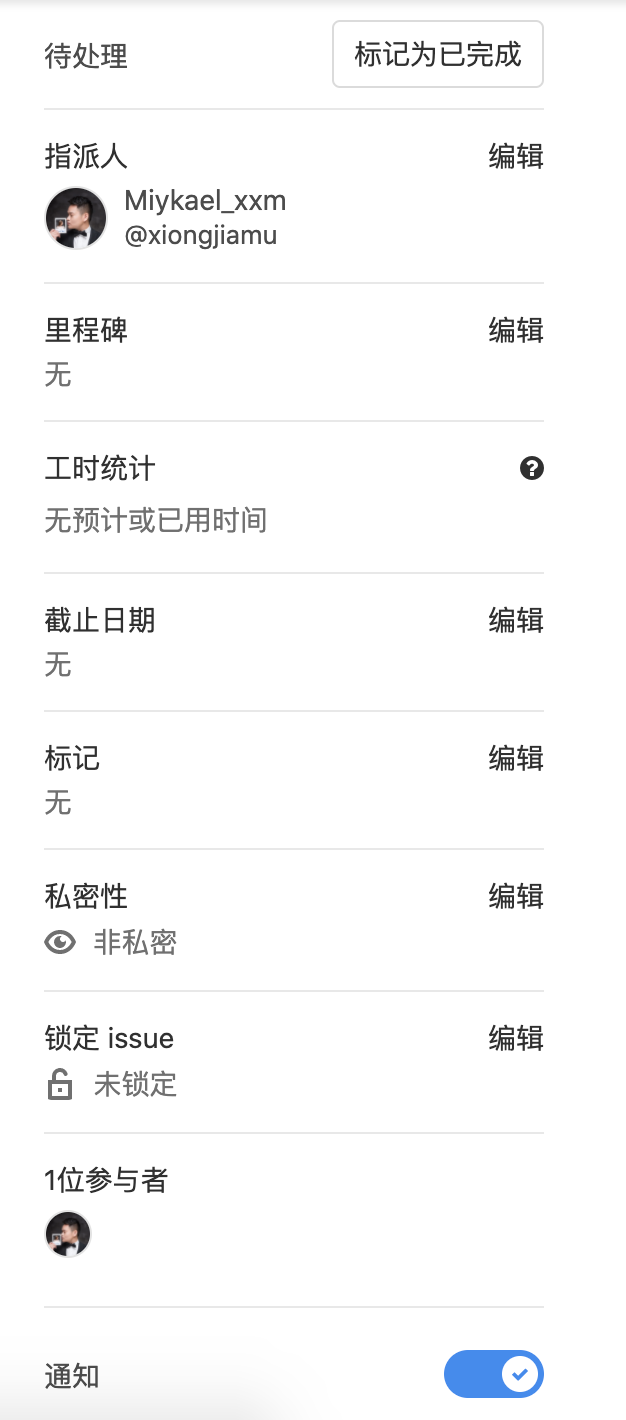 待处理 标记为已完成
指派人 编辑
Miykael_xxm
@xiongjiamu
里程碑 编辑
无
工时统计
无预计或已用时间
截止日期 编辑
无
标记 编辑
无
私密性 编辑
非私密
锁定 issue 编辑
未锁定
1位参与者
通知